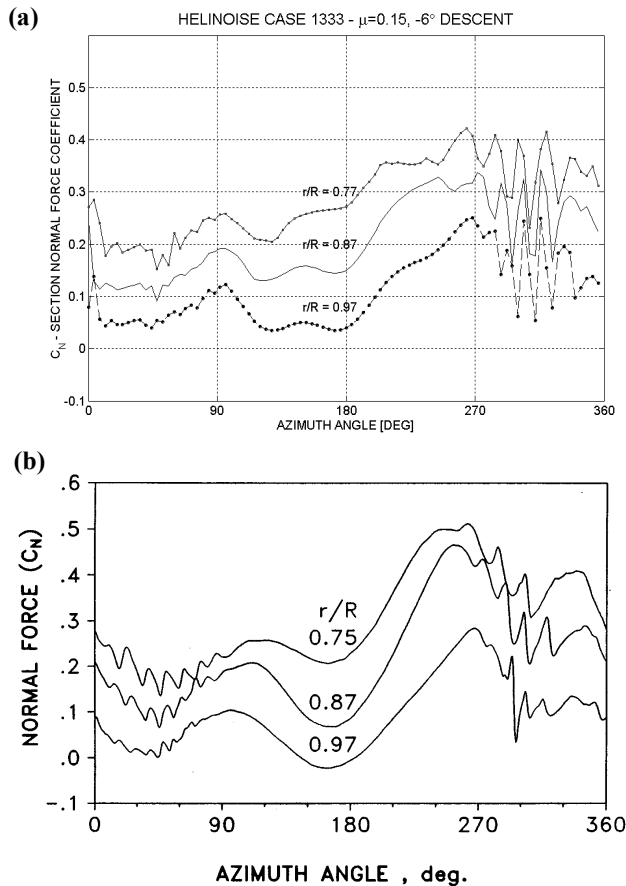 (a)
HELINOISE CASE 1333 - μ=0.15, -6° DESCENT
C_N - SECTION NORMAL FORCE COEFFICIENT
0.5
0.4
0.3
0.2
0.1
0
-0.1
r/R = 0.77
r/R = 0.87
r/R = 0.97
0 90 180 270 360
AZIMUTH ANGLE [DEG]
(b)
NORMAL FORCE (C_N)
.6
.5
.4
.3
.2
.1
.0
-.1
r/R
0.75
0.87
0.97
0 90 180 270 360
AZIMUTH ANGLE , deg.